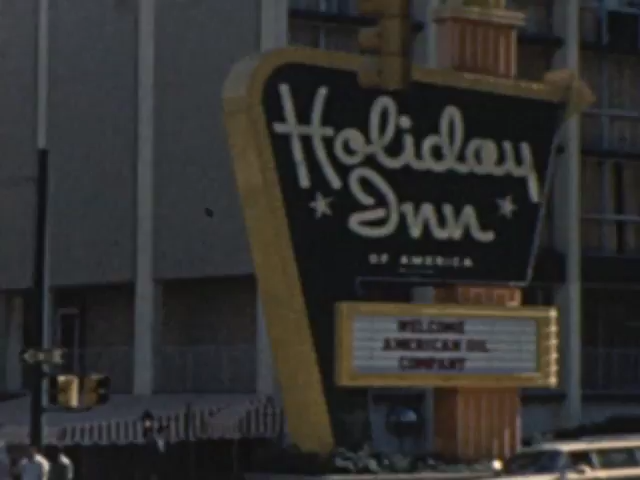 Holiday
Inn
OF AMERICA
WELCOME
AMERICAN OIL
COMPANY